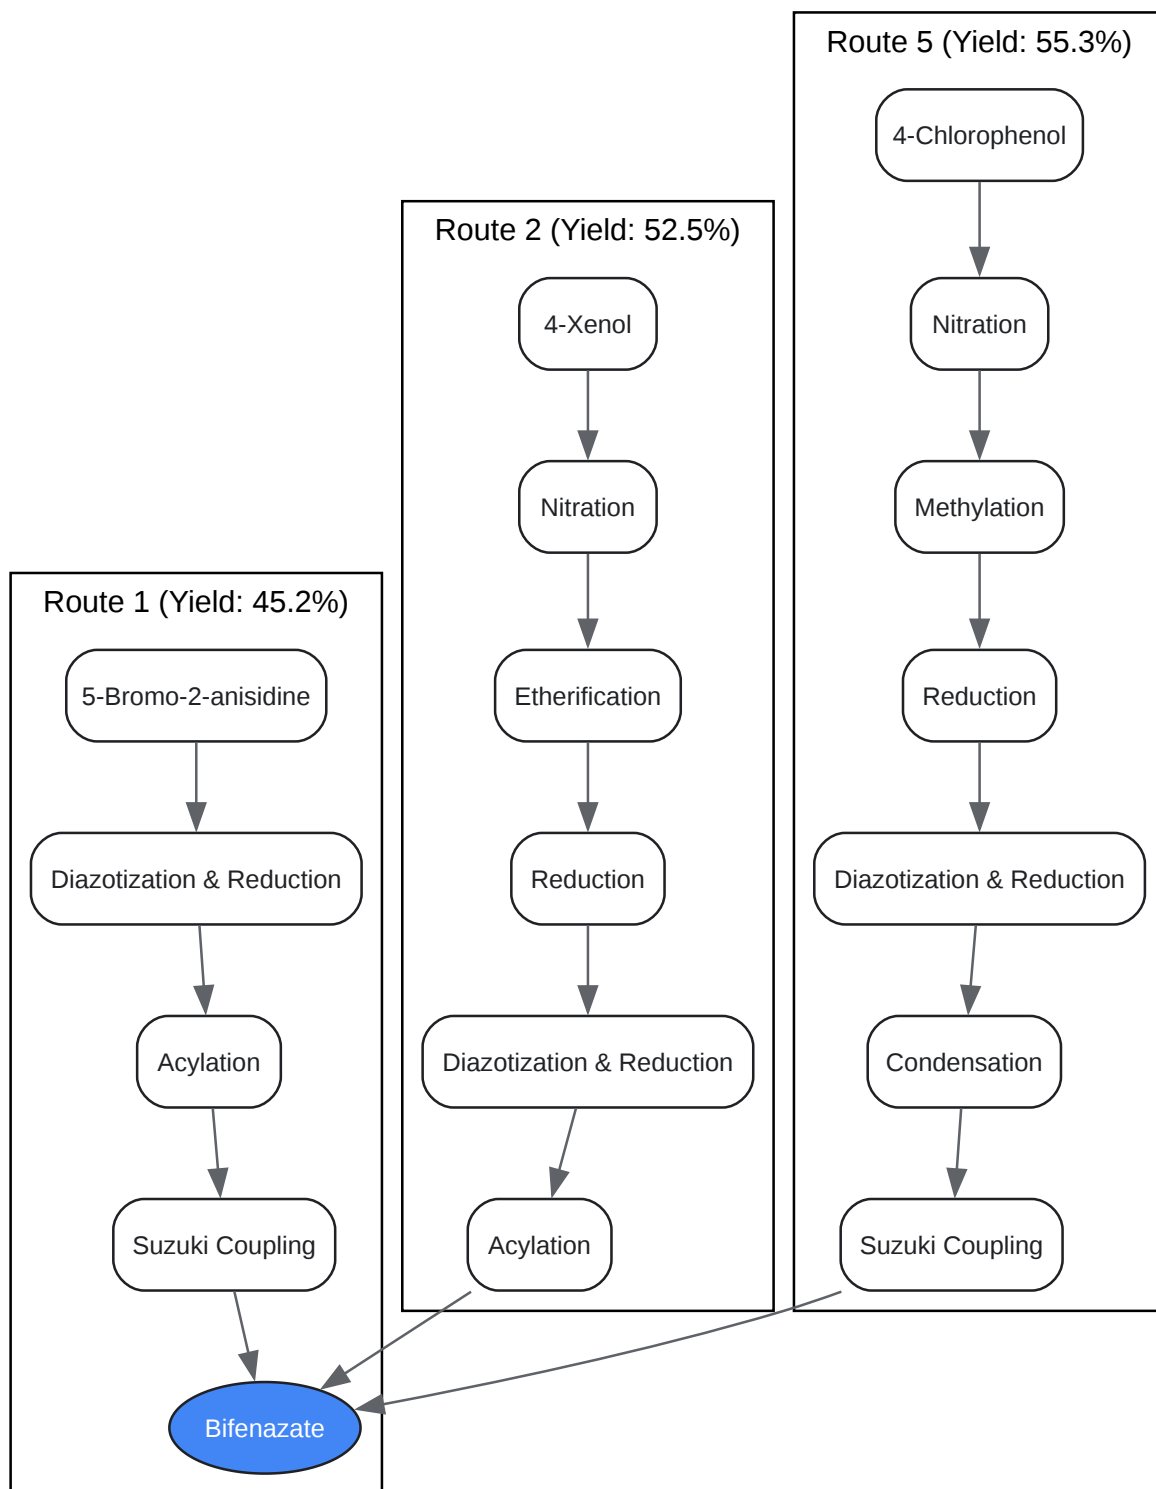 Route 1 (Yield: 45.2%)
5-Bromo-2-anisidine
Diazotization & Reduction
Acylation
Suzuki Coupling
Bifenazate
Route 2 (Yield: 52.5%)
4-Xenol
Nitration
Etherification
Reduction
Diazotization & Reduction
Acylation
Route 5 (Yield: 55.3%)
4-Chlorophenol
Nitration
Methylation
Reduction
Diazotization & Reduction
Condensation
Suzuki Coupling